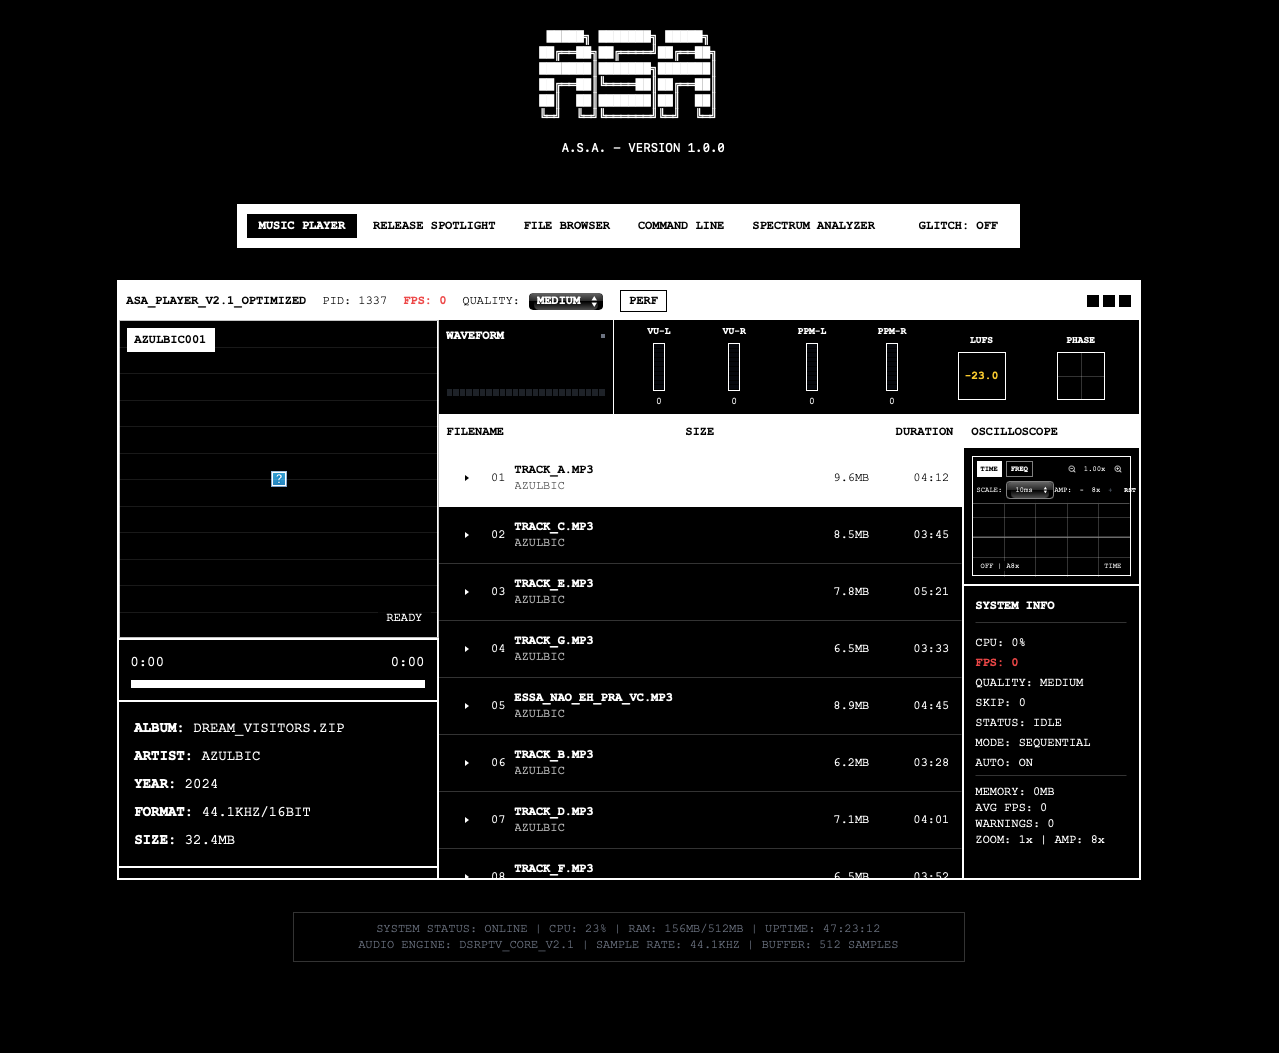 ASA
A.S.A. — VERSION 1.0.0
MUSIC PLAYER RELEASE SPOTLIGHT FILE BROWSER COMMAND LINE SPECTRUM ANALYZER GLITCH: OFF
ASA_PLAYER_V2.1_OPTIMIZED PID: 1337 FPS: 0 QUALITY: MEDIUM PERF
AZULBIC001
?
READY
0:00 0:00
ALBUM: DREAM_VISITORS.ZIP
ARTIST: AZULBIC
YEAR: 2024
FORMAT: 44.1KHZ/16BIT
SIZE: 32.4MB
WAVEFORM
VU-L VU-R PPM-L PPM-R LUFS PHASE
-23.0
0 0 0 0
FILENAME SIZE DURATION
01 TRACK_A.MP3 9.6MB 04:12
AZULBIC
02 TRACK_C.MP3 8.5MB 03:45
AZULBIC
03 TRACK_E.MP3 7.8MB 05:21
AZULBIC
04 TRACK_G.MP3 6.5MB 03:33
AZULBIC
05 ESSA_NAO_EH_PRA_VC.MP3 8.9MB 04:45
AZULBIC
06 TRACK_B.MP3 6.2MB 03:28
AZULBIC
07 TRACK_D.MP3 7.1MB 04:01
AZULBIC
08 TRACK_F.MP3 6.5MB 03:52
OSCILLOSCOPE
TIME FREQ 1.00x
SCALE: 10ms AMP: - 8x + RST
OFF | A8x TIME
SYSTEM INFO
CPU: 0%
FPS: 0
QUALITY: MEDIUM
SKIP: 0
STATUS: IDLE
MODE: SEQUENTIAL
AUTO: ON
MEMORY: 0MB
AVG FPS: 0
WARNINGS: 0
ZOOM: 1x | AMP: 8x
SYSTEM STATUS: ONLINE | CPU: 23% | RAM: 156MB/512MB | UPTIME: 47:23:12
AUDIO ENGINE: DSRPTV_CORE_V2.1 | SAMPLE RATE: 44.1KHZ | BUFFER: 512 SAMPLES